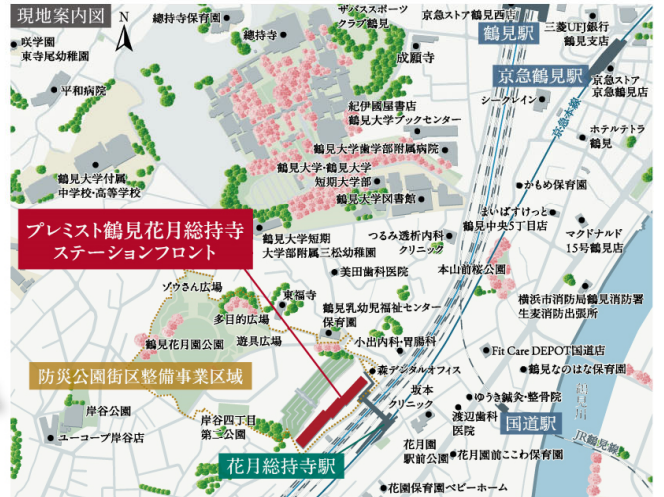 現地案内図
N
總持寺保育園
總持寺
ザバススポーツ
クラブ鶴見
京急ストア鶴見西店
鶴見駅
三菱UFJ銀行
鶴見支店
咲学園
東寺尾幼稚園
成願寺
京急鶴見駅
京急ストア
鶴見店
平和病院
紀伊國屋書店
鶴見大学ブックセンター
シークレイン
ホテルテトラ
鶴見
鶴見大学歯学部附属病院
鶴見大学付属
中学校・高等学校
鶴見大学・鶴見大学
短期大学部
鶴見大学図書館
かもめ保育園
まいばすけっと
鶴見中央5丁目店
マクドナルド
15号鶴見店
プレミスト鶴見花月総持寺
ステーションフロント
鶴見大学短期
大学部附属三松幼稚園
つるみ透析内科
クリニック
本山前桜公園
美田歯科医院
横浜市消防局鶴見消防署
生麦消防出張所
ゾウさん広場
東福寺
多目的広場
鶴見乳幼児福祉センター
保育園
鶴見花月園公園
遊具広場
小出内科・胃腸科
Fit Care DEPOT国道店
鶴見なのはな保育園
防災公園街区整備事業区域
森デンタルオフィス
坂本
クリニック
ゆうき鍼灸・整骨院
鶴見川
岸谷公園
渡辺歯科
医院
国道駅
ユーコープ岸谷店
岸谷四丁目
第二公園
JR鶴見線
花月総持寺駅
花月園
駅前公園
花月園前ここわ保育園
花園保育園ベビーホーム